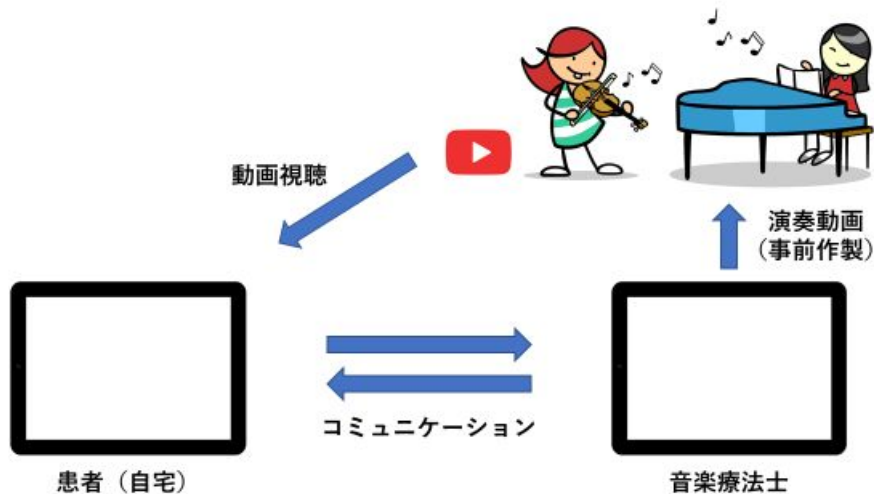 動画視聴
演奏動画
（事前作製）
コミュニケーション
患者（自宅）
音楽療法士